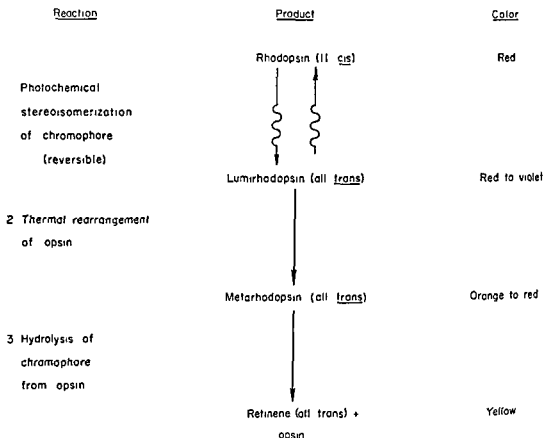 Reaction Product Color
Rhodopsin (11 cis) Red
Photochemical
stereoisomerization
of chromophore
(reversible)
Lumirhodopsin (all trans) Red to violet
2 Thermal rearrangement
of opsin
Metarhodopsin (all trans) Orange to red
3 Hydrolysis of
chromophore
from opsin
Retinene (all trans) + Yellow
opsin